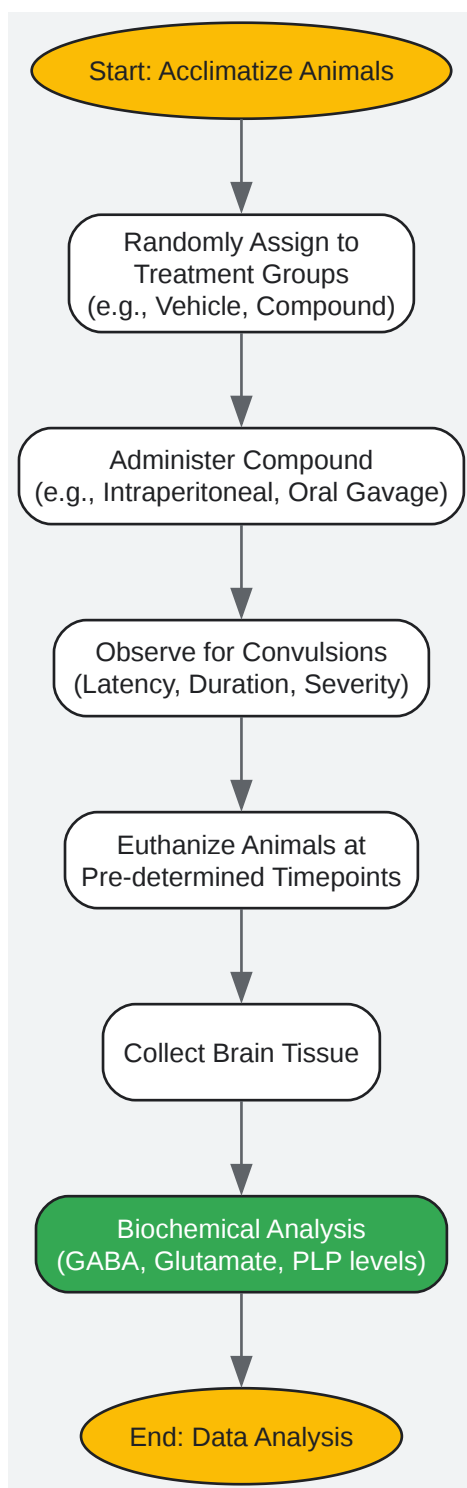 Start: Acclimatize Animals
Randomly Assign to
Treatment Groups
(e.g., Vehicle, Compound)
Administer Compound
(e.g., Intraperitoneal, Oral Gavage)
Observe for Convulsions
(Latency, Duration, Severity)
Euthanize Animals at
Pre-determined Timepoints
Collect Brain Tissue
Biochemical Analysis
(GABA, Glutamate, PLP levels)
End: Data Analysis